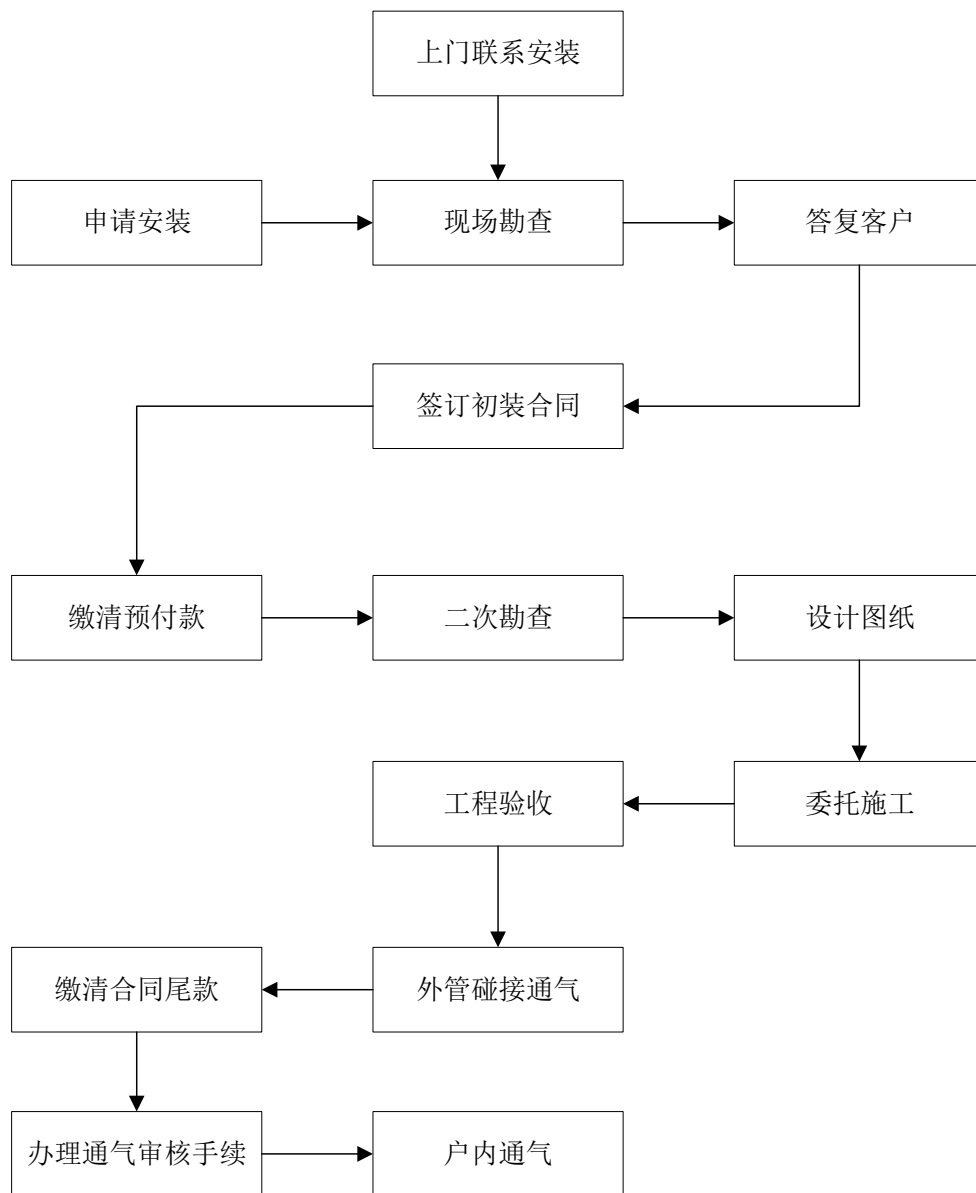 上门联系安装
申请安装
现场勘查
答复客户
签订初装合同
缴清预付款
二次勘查
设计图纸
工程验收
委托施工
缴清合同尾款
外管碰接通气
办理通气审核手续
户内通气